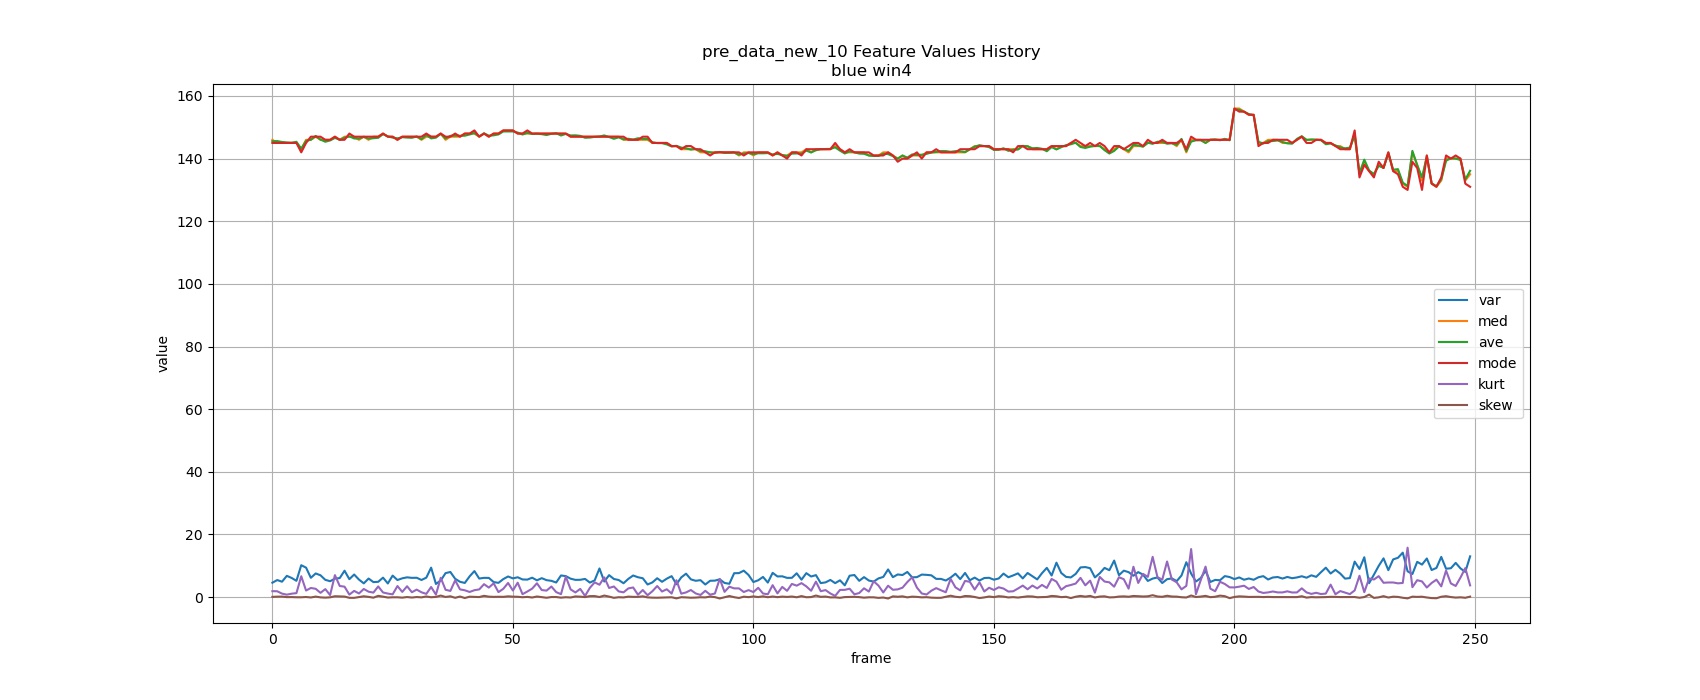 pre_data_new_10 Feature Values History
blue win4
160
140
120
100
80
60
40
20
0
value
0
50
100
150
200
250
frame
var
med
ave
mode
kurt
skew